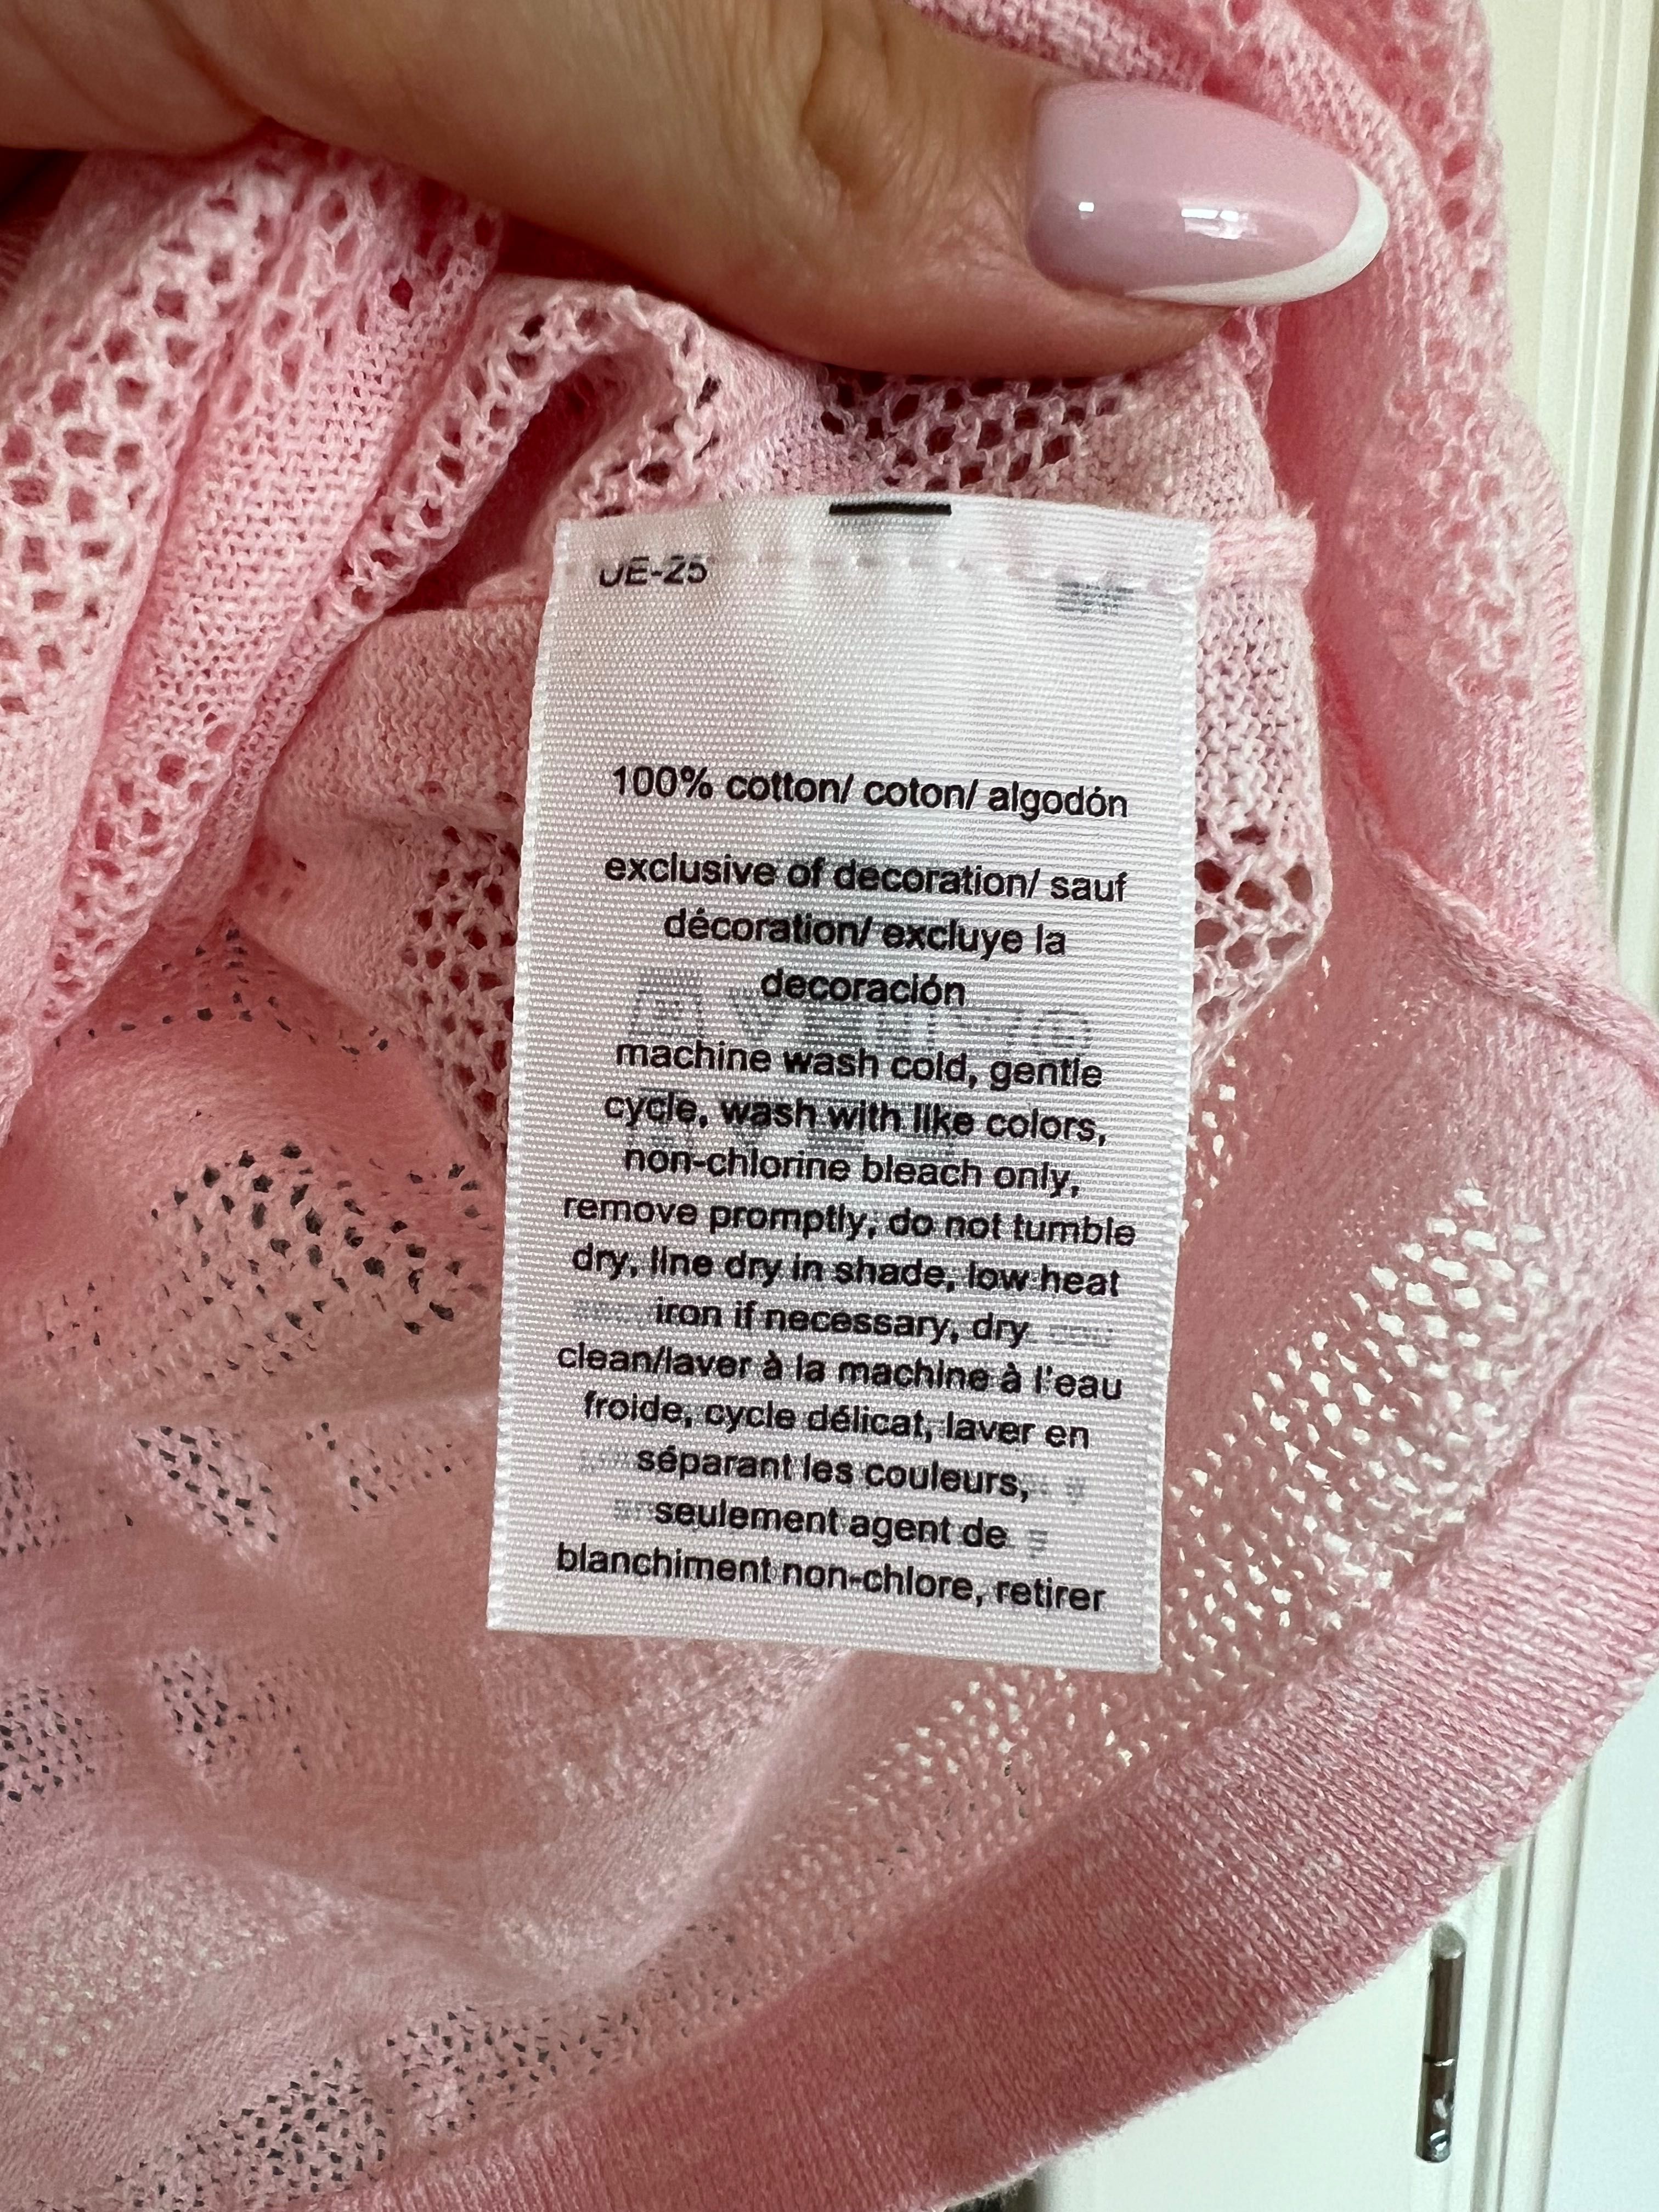 100% cotton/ coton/ algodón
exclusive of decoration/ sauf
décoration/ excluye la
decoración
machine wash cold, gentle
cycle, wash with like colors,
non-chlorine bleach only,
remove promptly, do not tumble
dry, line dry in shade, low heat
iron if necessary, dry
clean/laver à la machine à l'eau
froide, cycle délicat, laver en
séparant les couleurs,
seulement agent de
blanchiment non-chlore, retirer